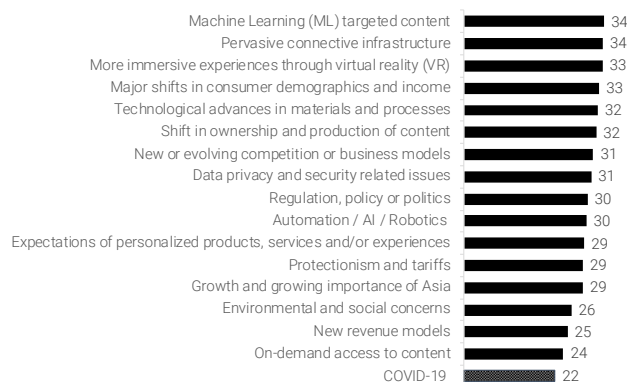 Machine Learning (ML) targeted content 34
Pervasive connective infrastructure 34
More immersive experiences through virtual reality (VR) 33
Major shifts in consumer demographics and income 33
Technological advances in materials and processes 32
Shift in ownership and production of content 32
New or evolving competition or business models 31
Data privacy and security related issues 31
Regulation, policy or politics 30
Automation / AI / Robotics 30
Expectations of personalized products, services and/or experiences 29
Protectionism and tariffs 29
Growth and growing importance of Asia 29
Environmental and social concerns 26
New revenue models 25
On-demand access to content 24
COVID-19 22